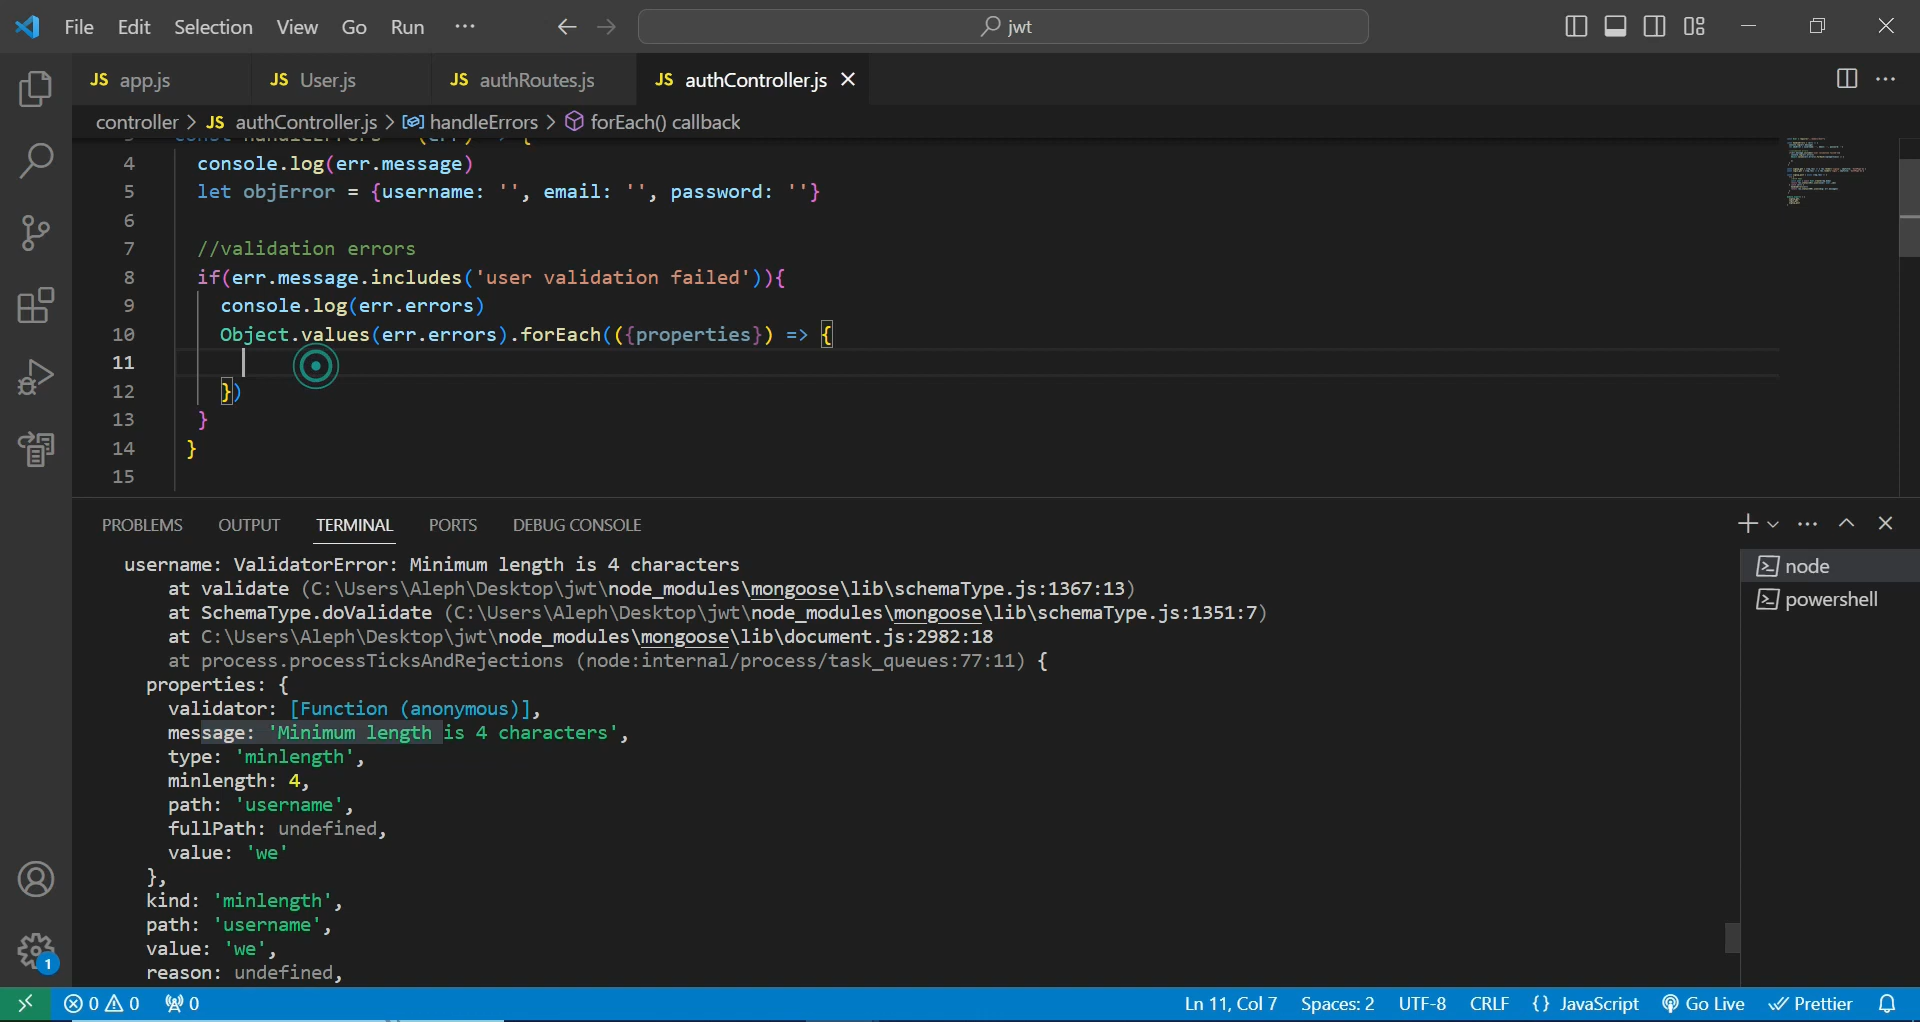 File Edit Selection View Go Run ··· jwt
JS app.js JS User.js JS authRoutes.js JS authController.js
controller > JS authController.js > handleErrors > forEach() callback
4 console.log(err.message)
5 let objError = {username: '', email: '', password: ''}
6
7 //validation errors
8 if(err.message.includes('user validation failed')){
9 console.log(err.errors)
10 Object.values(err.errors).forEach(({properties}) => {
11
12 })
13 }
14 }
15
PROBLEMS OUTPUT TERMINAL PORTS DEBUG CONSOLE
username: ValidatorError: Minimum length is 4 characters
at validate (C:\Users\Aleph\Desktop\jwt\node_modules\mongoose\lib\schemaType.js:1367:13)
at SchemaType.doValidate (C:\Users\Aleph\Desktop\jwt\node_modules\mongoose\lib\schemaType.js:1351:7)
at C:\Users\Aleph\Desktop\jwt\node_modules\mongoose\lib\document.js:2982:18
at process.processTicksAndRejections (node:internal/process/task_queues:77:11) {
properties: {
validator: [Function (anonymous)],
message: 'Minimum length is 4 characters',
type: 'minlength',
minlength: 4,
path: 'username',
fullPath: undefined,
value: 'we'
},
kind: 'minlength',
path: 'username',
value: 'we',
reason: undefined,
node
powershell
1
0 0 0 Ln 11, Col 7 Spaces: 2 UTF-8 CRLF {} JavaScript Go Live Prettier